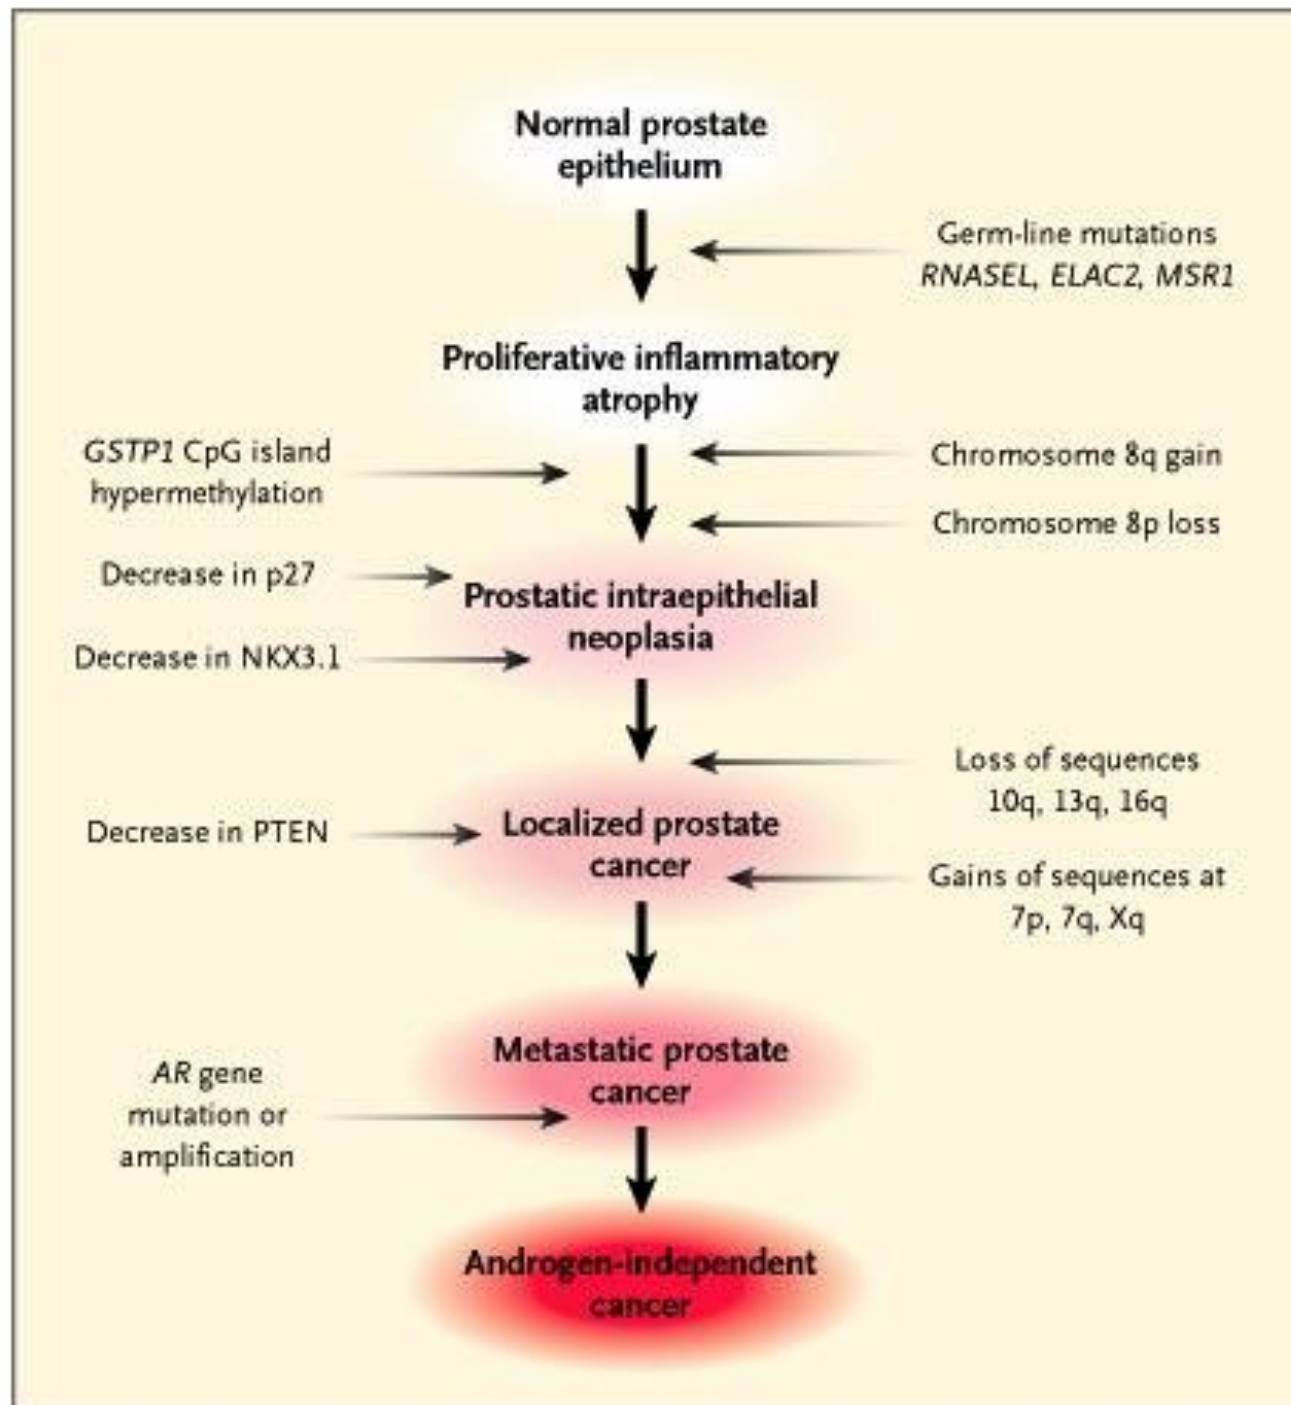 Normal prostate
epithelium
Germ-line mutations
RNASEL, ELAC2, MSR1
Proliferative inflammatory
atrophy
GSTP1 CpG island
hypermethylation
Chromosome 8q gain
Chromosome 8p loss
Decrease in p27
Prostatic intraepithelial
neoplasia
Decrease in NKX3.1
Loss of sequences
10q, 13q, 16q
Decrease in PTEN
Localized prostate
cancer
Gains of sequences at
7p, 7q, Xq
Metastatic prostate
cancer
AR gene
mutation or
amplification
Androgen-independent
cancer